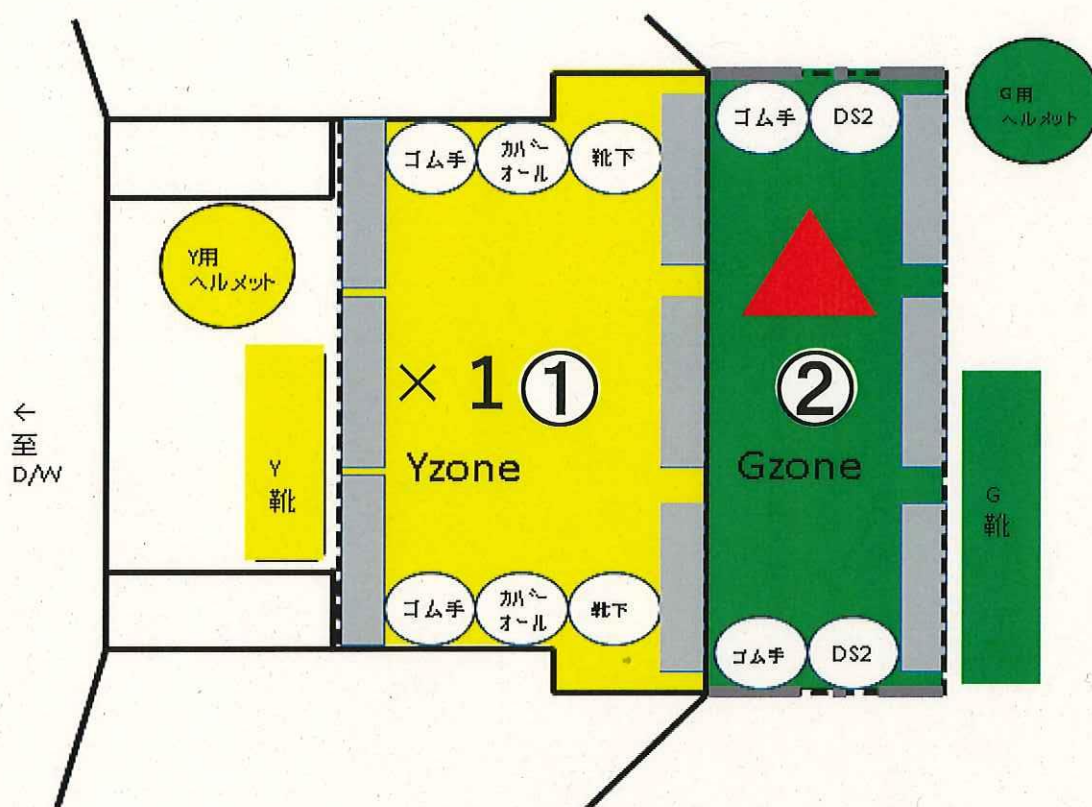 ゴム手
カバー
オール
靴下
ゴム手
DS2
G用
ヘルメット
Y用
ヘルメット
←
至
D/W
×1
①
②
Yzone
Gzone
Y
靴
G
靴
ゴム手
カバー
オール
靴下
ゴム手
DS2